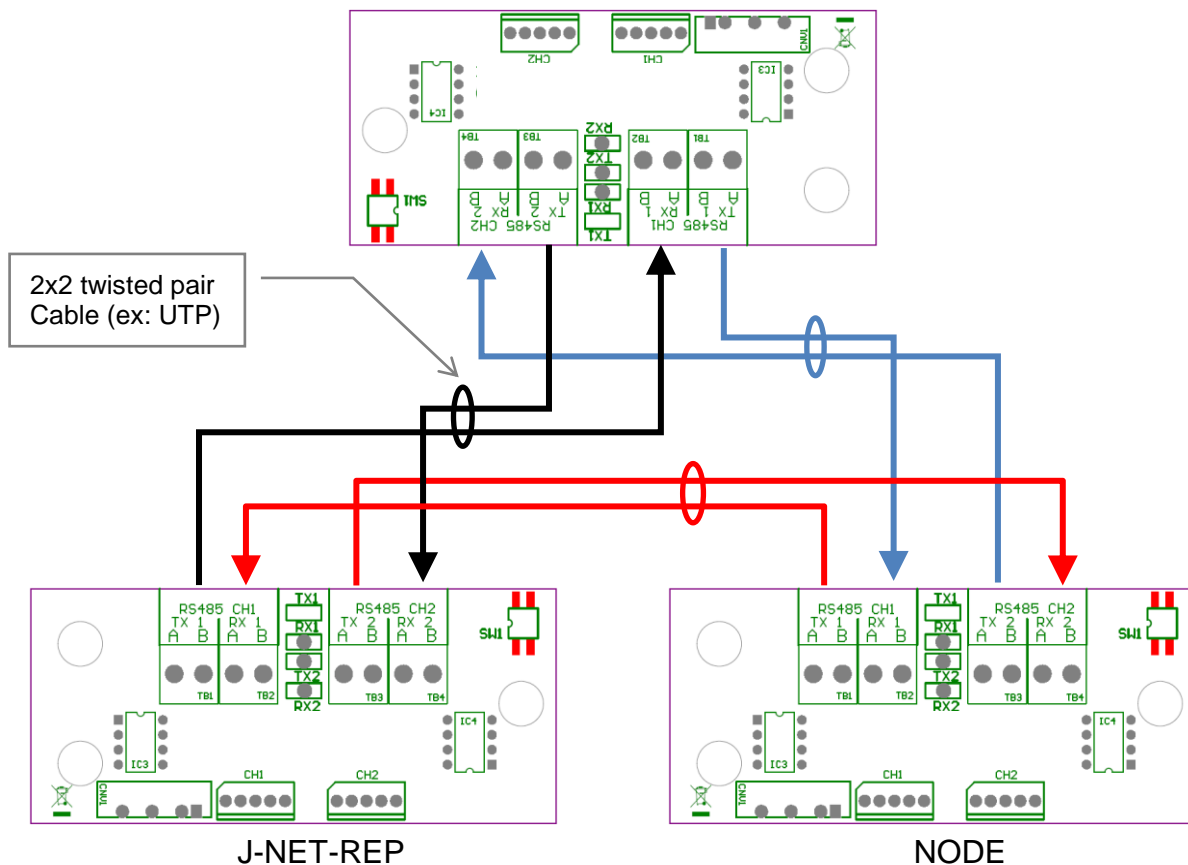 CH2 CH1 CNU1
IC4 IC3
TB4 TB3 RX2 TB2 TB1
TX2
SW1 B A B A RX1 B A B A
RX 2 TX 2 TX1 RX 1 TX 1
RS485 CH2 RS485 CH1
2x2 twisted pair
Cable (ex: UTP)
RS485 CH1 TX1 RS485 CH2
TX 1 RX 1 RX1 TX 2 RX 2
A B A B A B A B SW1
TB1 TB2 TX2 TB3 TB4
RX2
IC3 IC4
CNU1 CH1 CH2
J-NET-REP
RS485 CH1 TX1 RS485 CH2
TX 1 RX 1 RX1 TX 2 RX 2
A B A B A B A B SW1
TB1 TB2 TX2 TB3 TB4
RX2
IC3 IC4
CNU1 CH1 CH2
NODE